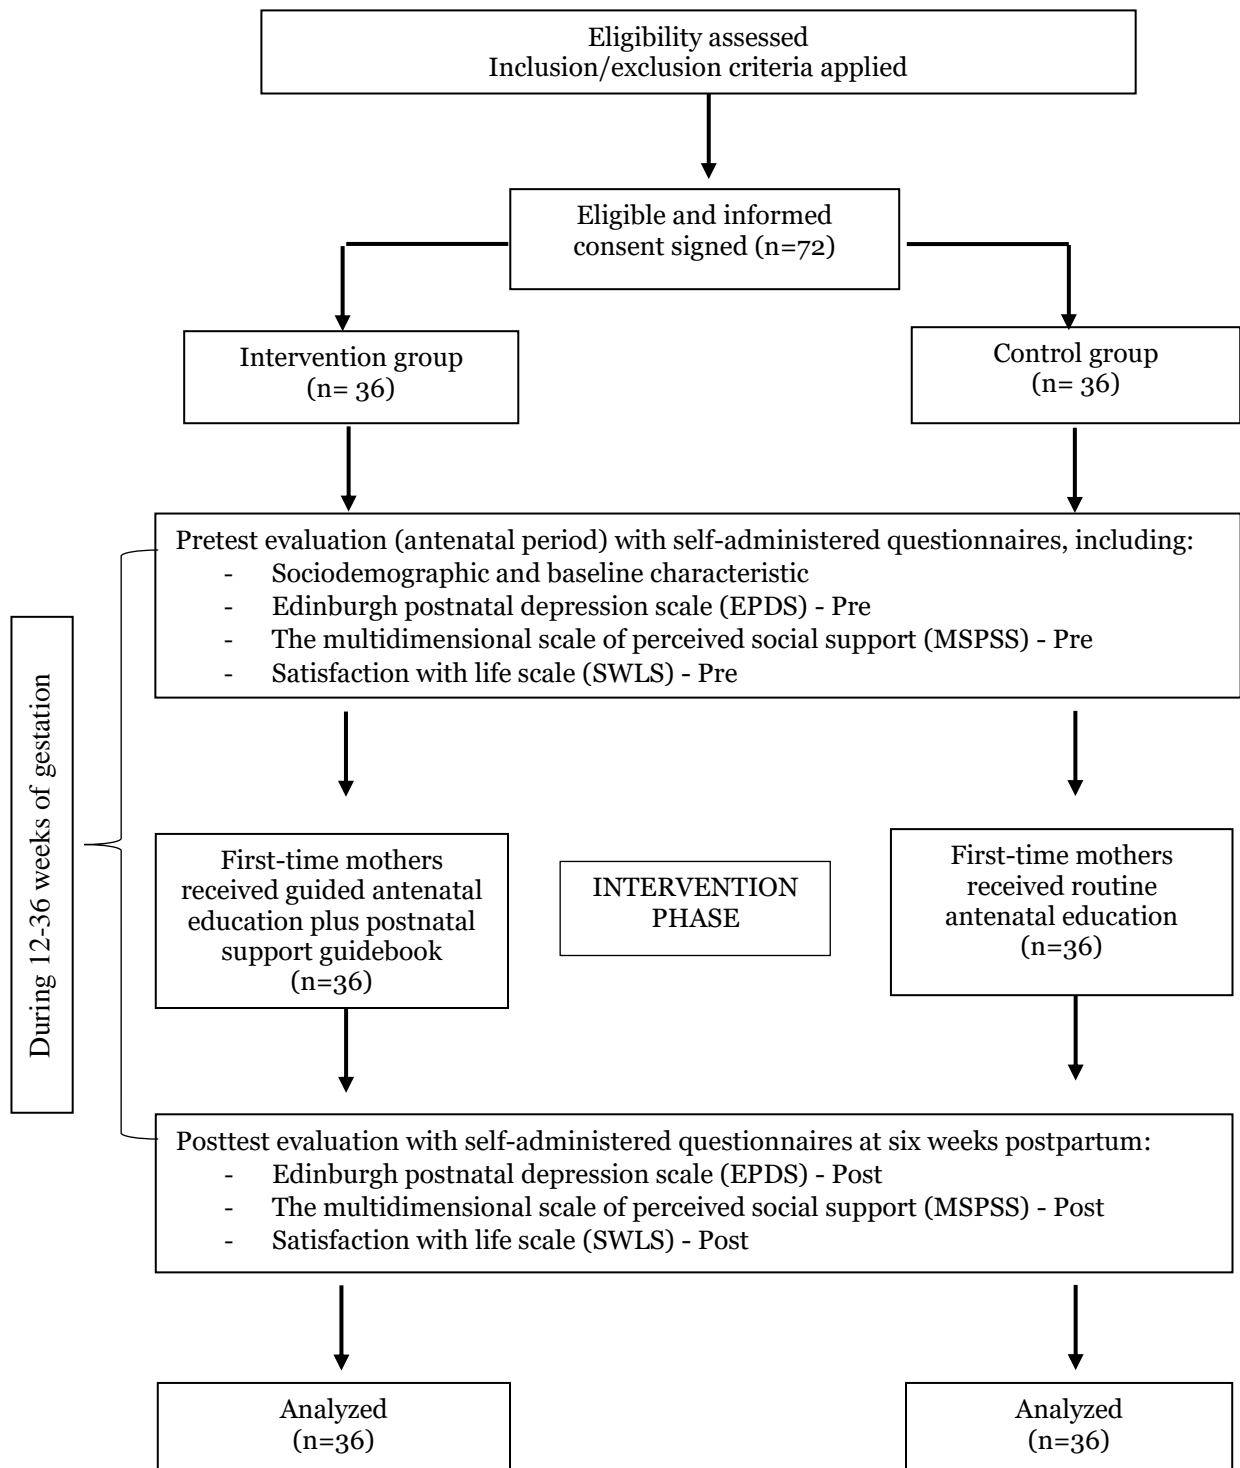 Eligibility assessed
Inclusion/exclusion criteria applied
Eligible and informed
consent signed (n=72)
Intervention group
(n= 36)
Control group
(n= 36)
Pretest evaluation (antenatal period) with self-administered questionnaires, including:
- Sociodemographic and baseline characteristic
- Edinburgh postnatal depression scale (EPDS) - Pre
- The multidimensional scale of perceived social support (MSPSS) - Pre
- Satisfaction with life scale (SWLS) - Pre
During 12-36 weeks of gestation
First-time mothers
received guided antenatal
education plus postnatal
support guidebook
(n=36)
INTERVENTION
PHASE
First-time mothers
received routine
antenatal education
(n=36)
Posttest evaluation with self-administered questionnaires at six weeks postpartum:
- Edinburgh postnatal depression scale (EPDS) - Post
- The multidimensional scale of perceived social support (MSPSS) - Post
- Satisfaction with life scale (SWLS) - Post
Analyzed
(n=36)
Analyzed
(n=36)